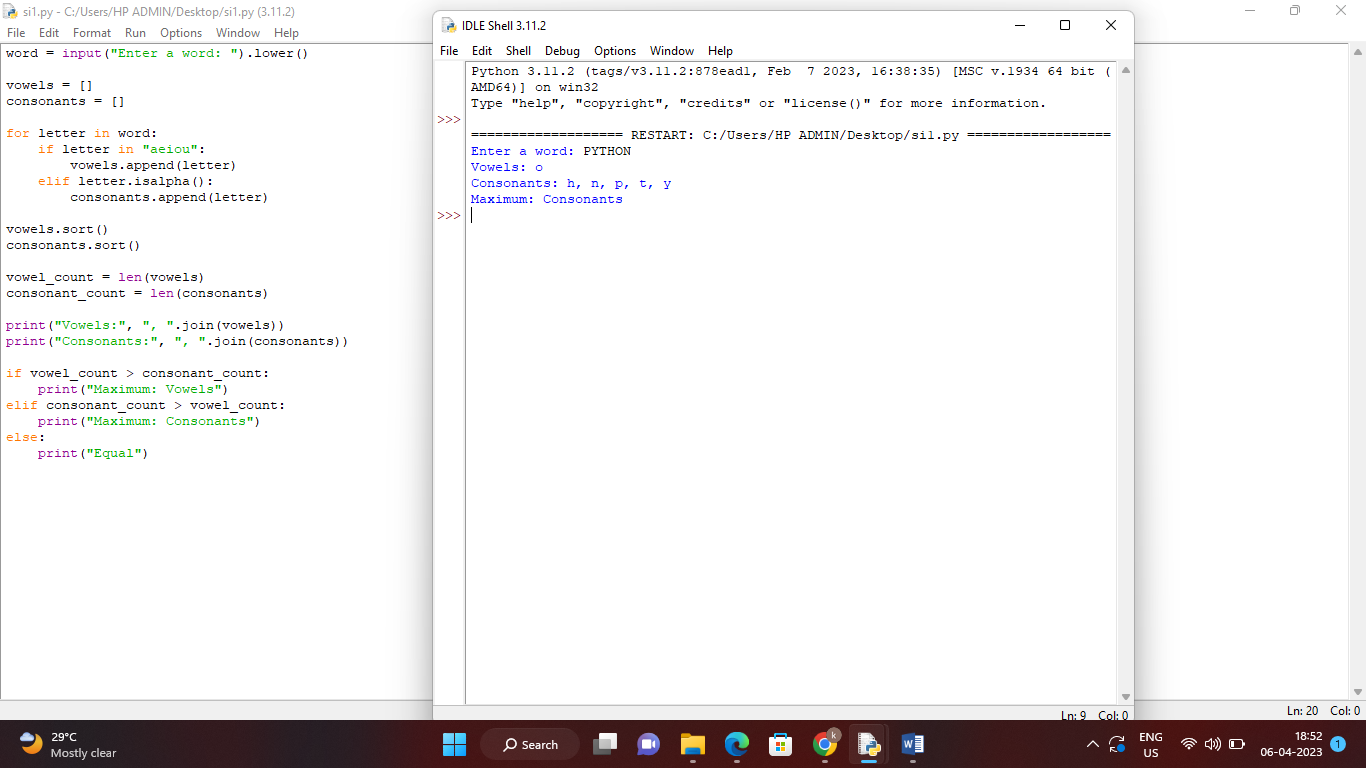 si1.py - C:/Users/HP ADMIN/Desktop/si1.py (3.11.2)
File Edit Format Run Options Window Help
word = input("Enter a word: ").lower()

vowels = []
consonants = []

for letter in word:
    if letter in "aeiou":
        vowels.append(letter)
    elif letter.isalpha():
        consonants.append(letter)

vowels.sort()
consonants.sort()

vowel_count = len(vowels)
consonant_count = len(consonants)

print("Vowels:", ", ".join(vowels))
print("Consonants:", ", ".join(consonants))

if vowel_count > consonant_count:
    print("Maximum: Vowels")
elif consonant_count > vowel_count:
    print("Maximum: Consonants")
else:
    print("Equal")
Ln: 20 Col: 0
IDLE Shell 3.11.2
File Edit Shell Debug Options Window Help
Python 3.11.2 (tags/v3.11.2:878ead1, Feb  7 2023, 16:38:35) [MSC v.1934 64 bit (
AMD64)] on win32
Type "help", "copyright", "credits" or "license()" for more information.
>>>
=================== RESTART: C:/Users/HP ADMIN/Desktop/si1.py ==================
Enter a word: PYTHON
Vowels: o
Consonants: h, n, p, t, y
Maximum: Consonants
>>>
Ln: 9 Col: 0
29°C
Mostly clear
Search
k
W
ENG
US
18:52
06-04-2023
1